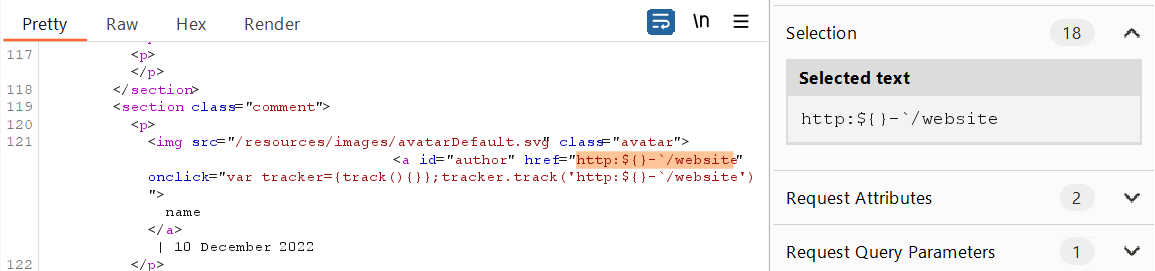 Pretty Raw Hex Render \n
117 <p>
</p>
118 </section>
119 <section class="comment">
120 <p>
121 <img src="/resources/images/avatarDefault.svg" class="avatar">
<a id="author" href="http:${}-`/website"
onclick="var tracker={track(){}};tracker.track('http:${}-`/website')
">
name
</a>
| 10 December 2022
122 </p>
Selection 18
Selected text
http:${}-`/website
Request Attributes 2
Request Query Parameters 1